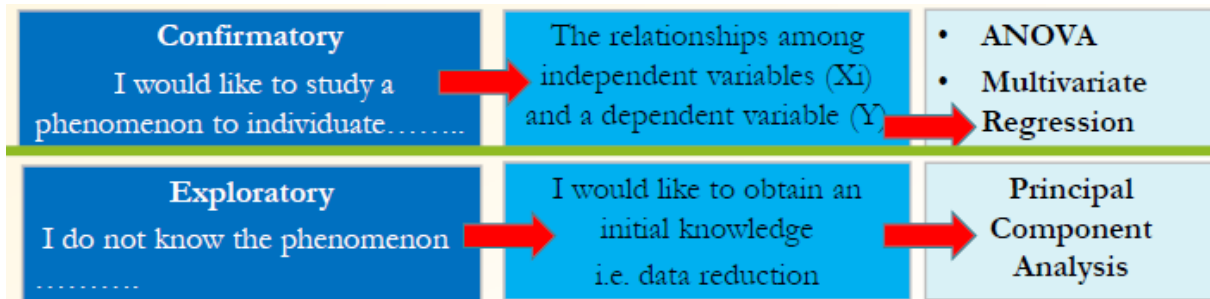 Confirmatory
I would like to study a
phenomenon to individuate……..
The relationships among
independent variables (Xi)
and a dependent variable (Y)
• ANOVA
• Multivariate
Regression
Exploratory
I do not know the phenomenon
……….
I would like to obtain an
initial knowledge
i.e. data reduction
Principal
Component
Analysis